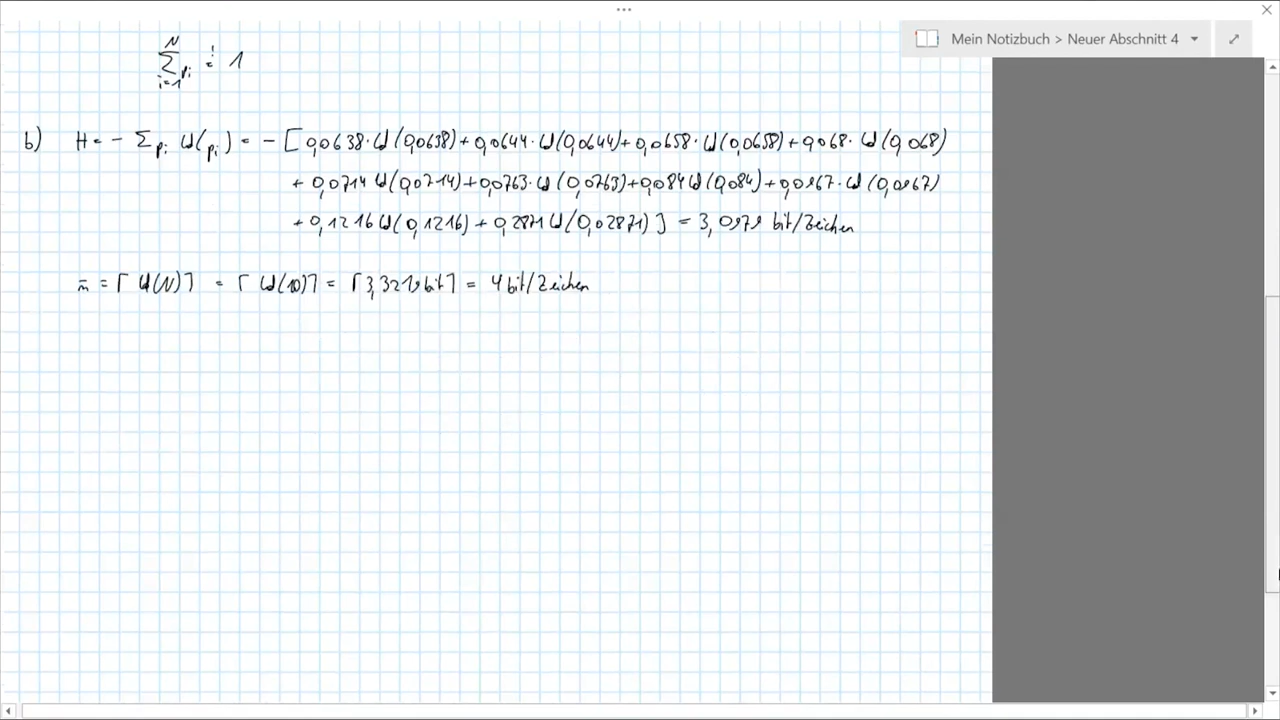 Mein Notizbuch > Neuer Abschnitt 4
N
∑ pᵢ != 1
i=1
b) H = - ∑ pᵢ ld(pᵢ) = - [0,0638·ld(0,0638)+0,0644·ld(0,0644)+0,0658·ld(0,0658)+0,068·ld(0,068)
+ 0,0714 ld(0,0714)+0,0763·ld(0,0763)+0,084 ld(0,084)+0,0967·ld(0,0967)
+ 0,1216 ld(0,1216) + 0,2871 ld(0,02871)] = 3,0979 bit/Zeichen
m̄ = ⌈ld(N)⌉ = ⌈ld(10)⌉ = ⌈3,3219 bit⌉ = 4 bit/Zeichen